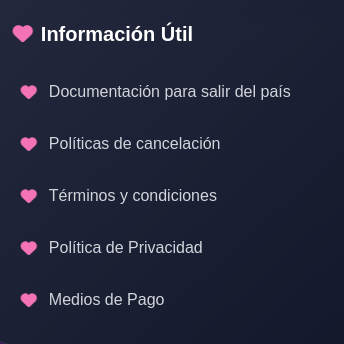 Información Útil
Documentación para salir del país
Políticas de cancelación
Términos y condiciones
Política de Privacidad
Medios de Pago